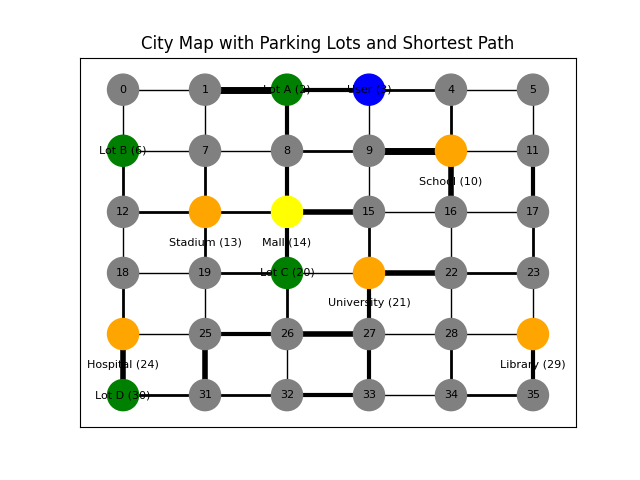 City Map with Parking Lots and Shortest Path
0 1 Lot A (2) User (3) 4 5
Lot B (6) 7 8 9 11
School (10)
12 15 16 17
Stadium (13) Mall (14)
18 19 Lot C (20) 22 23
University (21)
25 26 27 28
Hospital (24) Library (29)
Lot D (30) 31 32 33 34 35